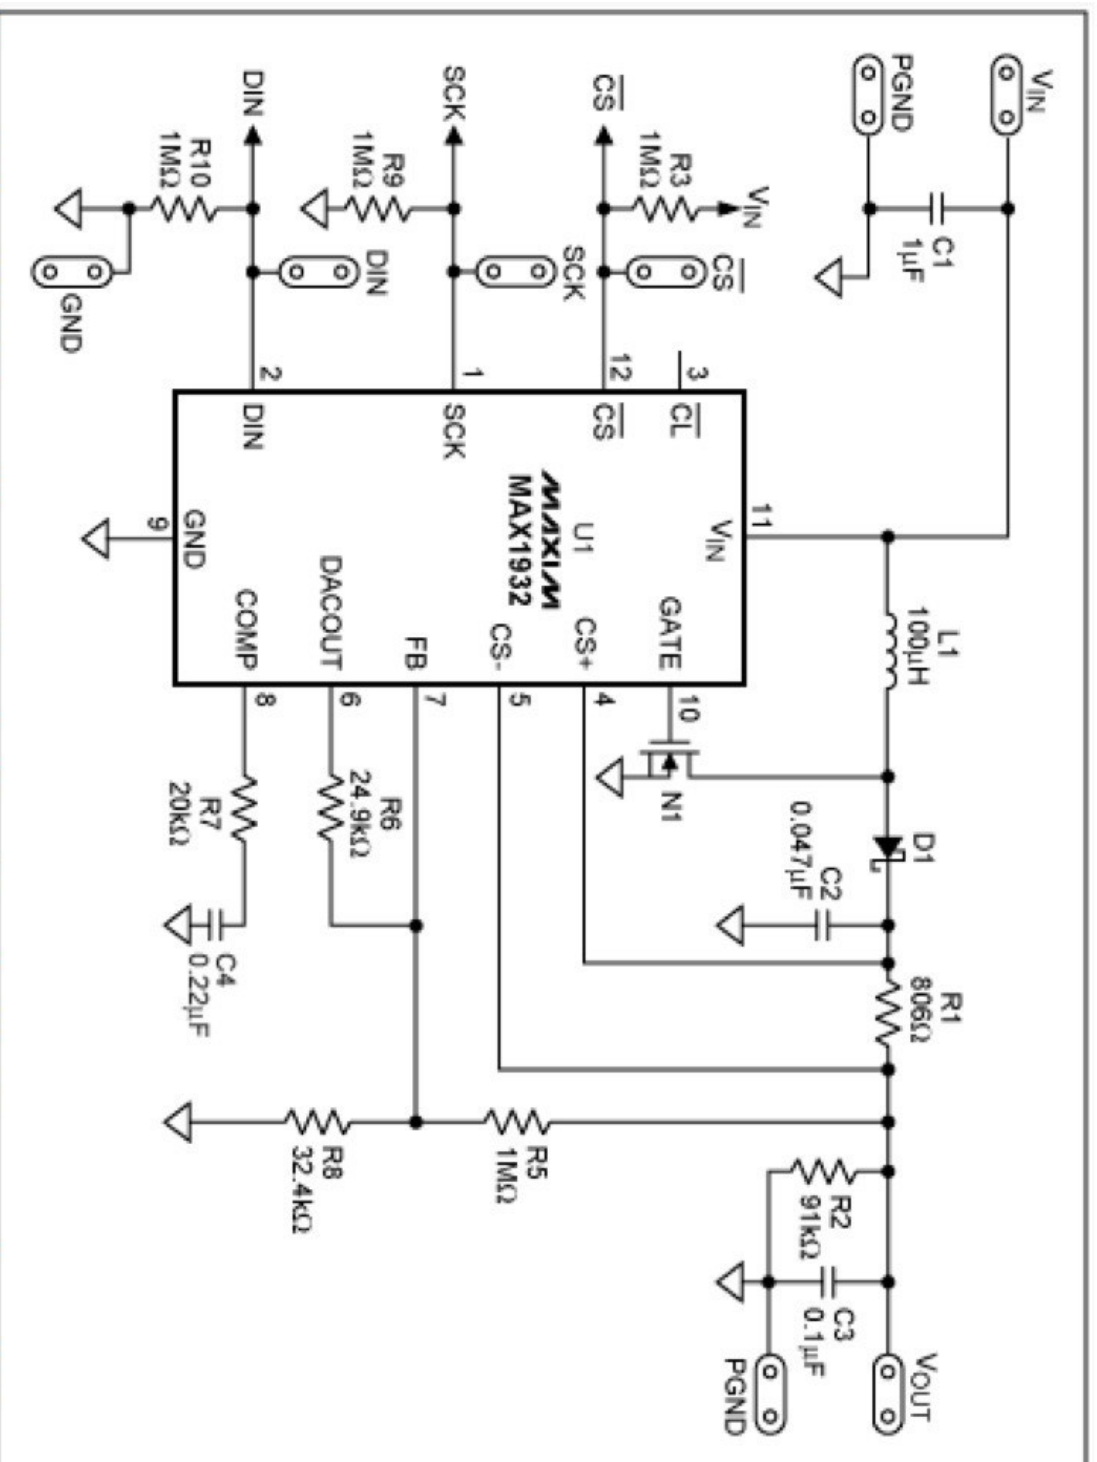 VIN
PGND
C1
1µF
VIN
R3
1MΩ
CS
CS
SCK
R9
1MΩ
SCK
DIN
R10
1MΩ
DIN
GND
3
CL
12
CS
1
SCK
2
DIN
11
VIN
U1
MAXIM
MAX1932
GND
9
GATE
10
CS+
4
CS-
5
FB
7
DACOUT
6
COMP
8
L1
100µH
N1
D1
C2
0.047µF
R1
806Ω
R6
24.9kΩ
R7
20kΩ
C4
0.22µF
R5
1MΩ
R8
32.4kΩ
R2
91kΩ
C3
0.1µF
VOUT
PGND